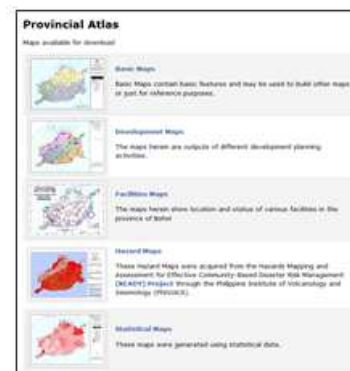 Provincial Atlas
Maps available for download
Basic Maps
Basic Maps contain basic features and may be used to build other maps
or just for reference purposes.
Development Maps
The maps herein are outputs of different development planning
activities.
Facilities Maps
The maps herein show location and status of various facilities in the
province of Bohol
Hazard Maps
These Hazard Maps were acquired from the Hazards Mapping and
Assessment for Effective Community-Based Disaster Risk Management
(READY) Project through the Philippine Institute of Volcanology and
Seismology (PHIVOLCS).
Statistical Maps
These maps were generated using statistical data.